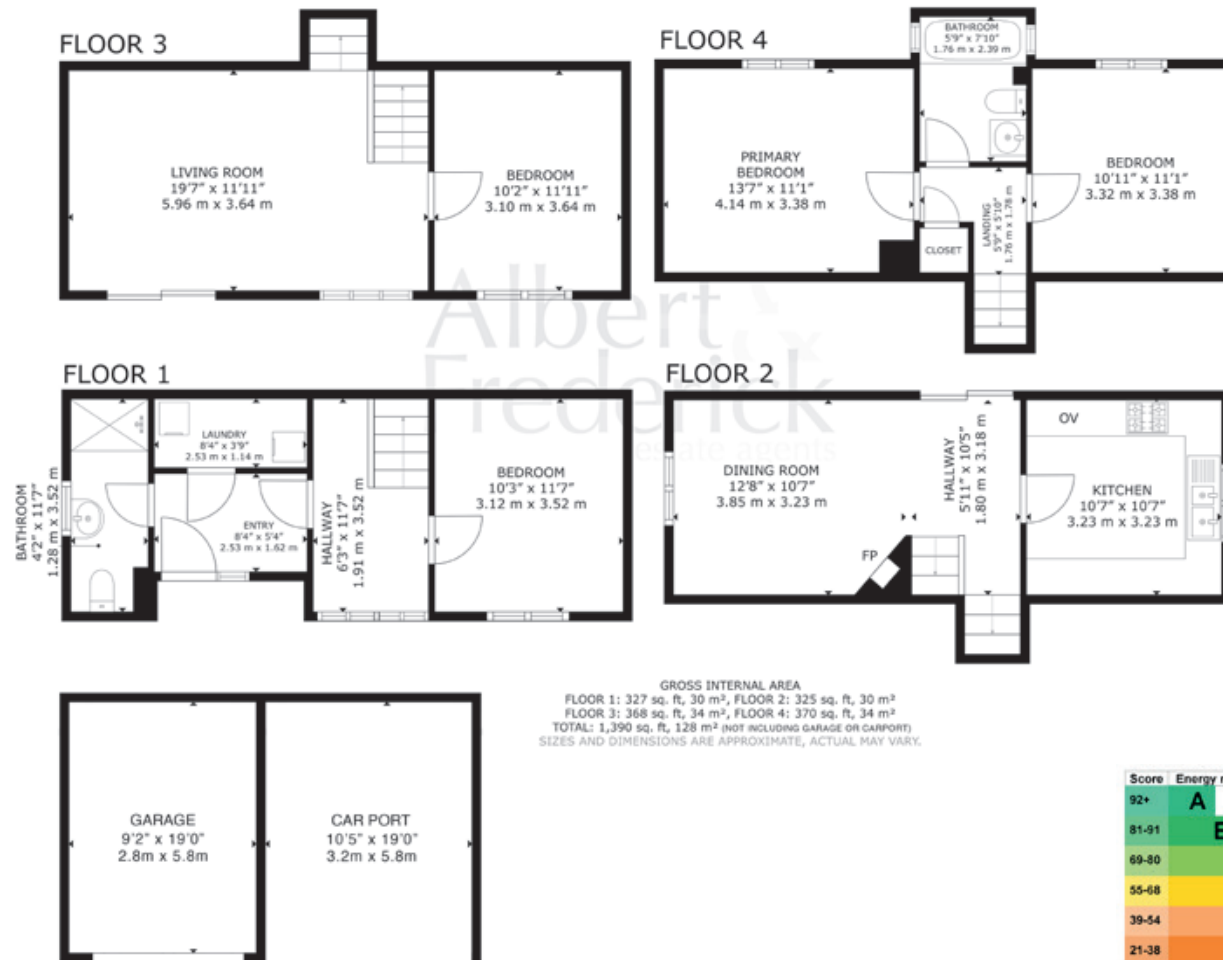 FLOOR 3
LIVING ROOM
19'7" x 11'11"
5.96 m x 3.64 m
BEDROOM
10'2" x 11'11"
3.10 m x 3.64 m
FLOOR 4
BATHROOM
5'9" x 7'10"
1.76 m x 2.39 m
PRIMARY
BEDROOM
13'7" x 11'1"
4.14 m x 3.38 m
LANDING
5'9" x 5'10"
1.76 m x 1.78 m
CLOSET
BEDROOM
10'11" x 11'1"
3.32 m x 3.38 m
Albert
Frederick
estate agents
FLOOR 1
BATHROOM
4'2" x 11'7"
1.28 m x 3.52 m
LAUNDRY
8'4" x 3'9"
2.53 m x 1.14 m
ENTRY
8'4" x 5'4"
2.53 m x 1.62 m
HALLWAY
6'3" x 11'7"
1.91 m x 3.52 m
BEDROOM
10'3" x 11'7"
3.12 m x 3.52 m
FLOOR 2
DINING ROOM
12'8" x 10'7"
3.85 m x 3.23 m
FP
HALLWAY
5'11" x 10'5"
1.80 m x 3.18 m
OV
KITCHEN
10'7" x 10'7"
3.23 m x 3.23 m
GROSS INTERNAL AREA
FLOOR 1: 327 sq. ft, 30 m², FLOOR 2: 325 sq. ft, 30 m²
FLOOR 3: 368 sq. ft, 34 m², FLOOR 4: 370 sq. ft, 34 m²
TOTAL: 1,390 sq. ft, 128 m² (NOT INCLUDING GARAGE OR CARPORT)
SIZES AND DIMENSIONS ARE APPROXIMATE, ACTUAL MAY VARY.
GARAGE
9'2" x 19'0"
2.8m x 5.8m
CAR PORT
10'5" x 19'0"
3.2m x 5.8m
Score Energy
92+ A
81-91
69-80
55-68
39-54
21-38